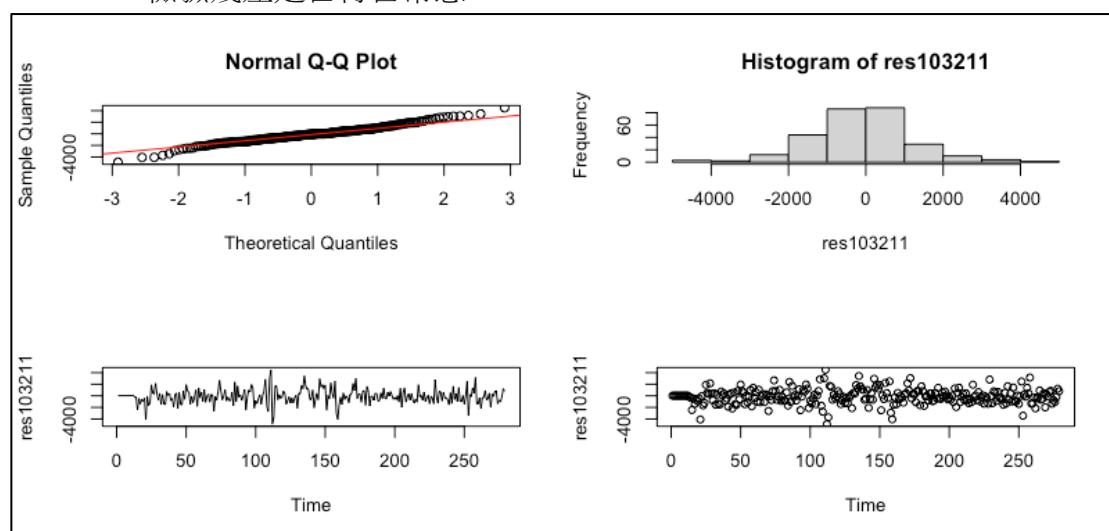 Normal Q-Q Plot
Sample Quantiles
-4000
-3 -2 -1 0 1 2 3
Theoretical Quantiles
Histogram of res103211
Frequency
0 60
-4000 -2000 0 2000 4000
res103211
res103211
-4000
0 50 100 150 200 250
Time
res103211
-4000
0 50 100 150 200 250
Time